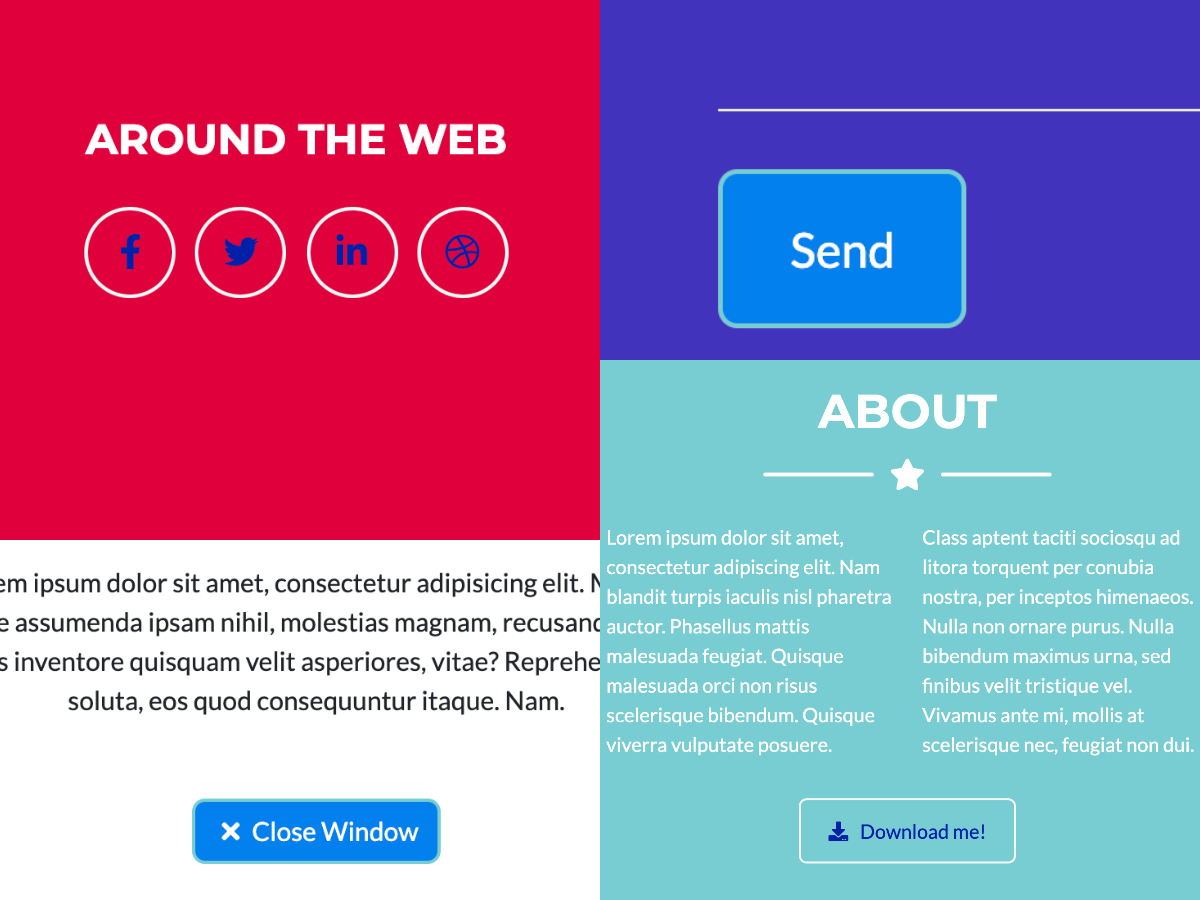 AROUND THE WEB
Send
ABOUT
Lorem ipsum dolor sit amet,
consectetur adipiscing elit. Nam
blandit turpis iaculis nisl pharetra
auctor. Phasellus mattis
malesuada feugiat. Quisque
malesuada orci non risus
scelerisque bibendum. Quisque
viverra vulputate posuere.
Class aptent taciti sociosqu ad
litora torquent per conubia
nostra, per inceptos himenaeos.
Nulla non ornare purus. Nulla
bibendum maximus urna, sed
finibus velit tristique vel.
Vivamus ante mi, mollis at
scelerisque nec, feugiat non dui.
Download me!
ipsum dolor sit amet, consectetur adipisicing elit.
assumenda ipsam nihil, molestias magnam,
inventore quisquam velit asperiores, vitae?
soluta, eos quod consequuntur itaque. Nam.
Close Window